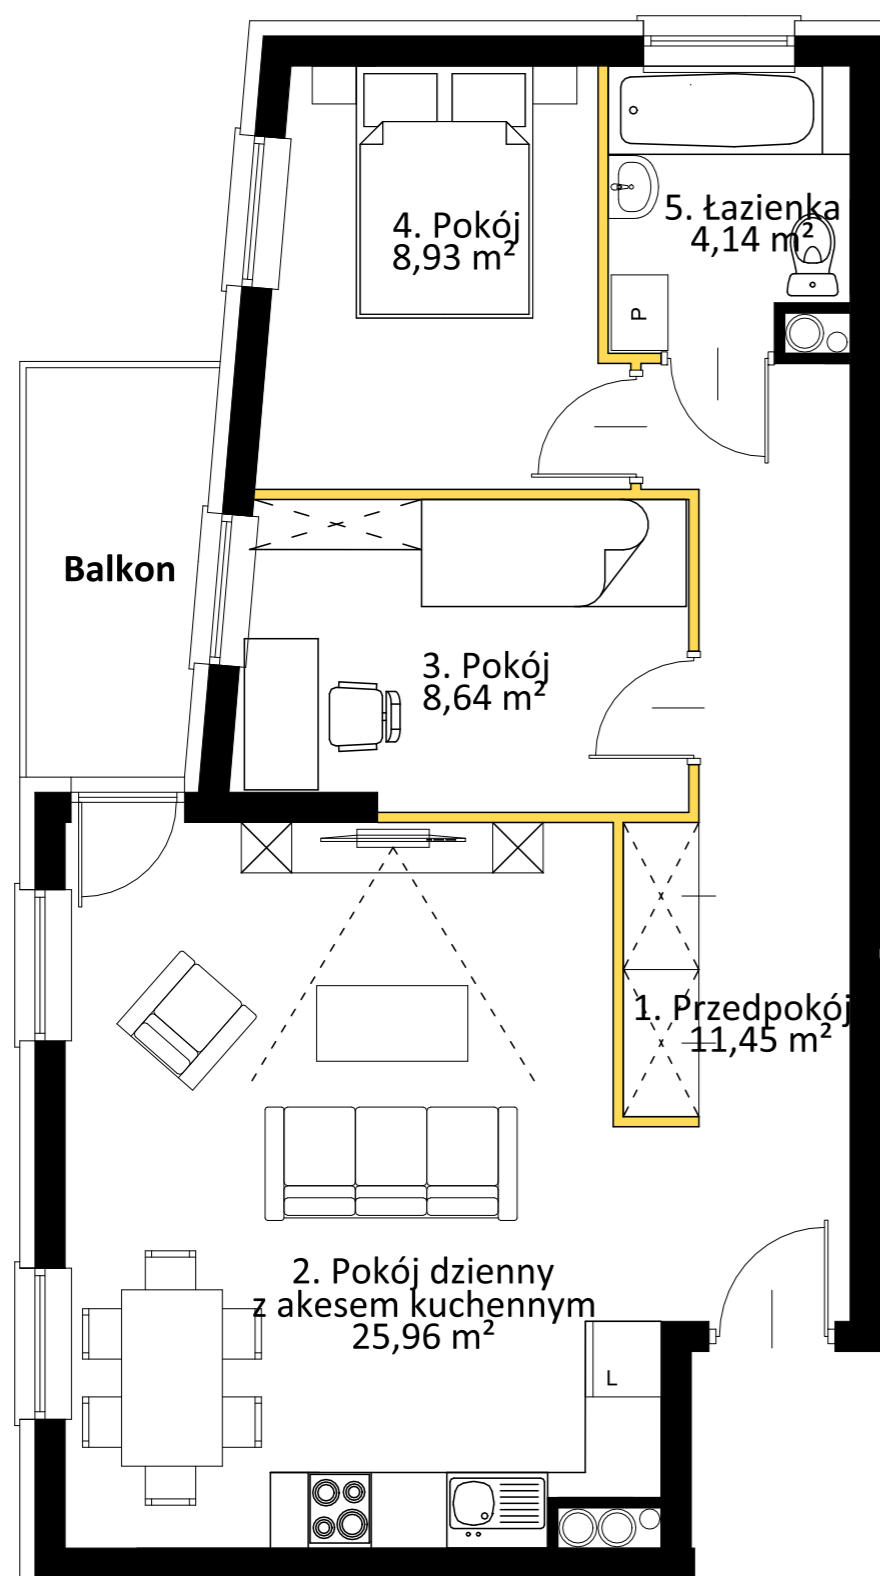 4. Pokój
8,93 m²
5. Łazienka
4,14 m²
P
Balkon
3. Pokój
8,64 m²
1. Przedpokój
11,45 m²
2. Pokój dzienny
z akesem kuchennym
25,96 m²
L